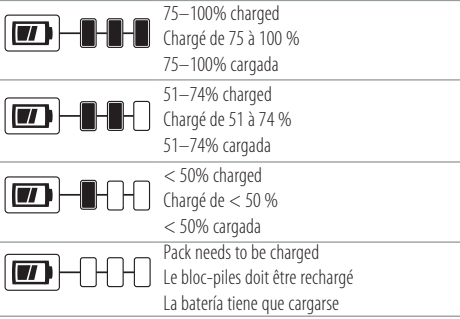 75–100% charged
Chargé de 75 à 100 %
75–100% cargada
51–74% charged
Chargé de 51 à 74 %
51–74% cargada
< 50% charged
Chargé de < 50 %
< 50% cargada
Pack needs to be charged
Le bloc-piles doit être rechargé
La batería tiene que cargarse